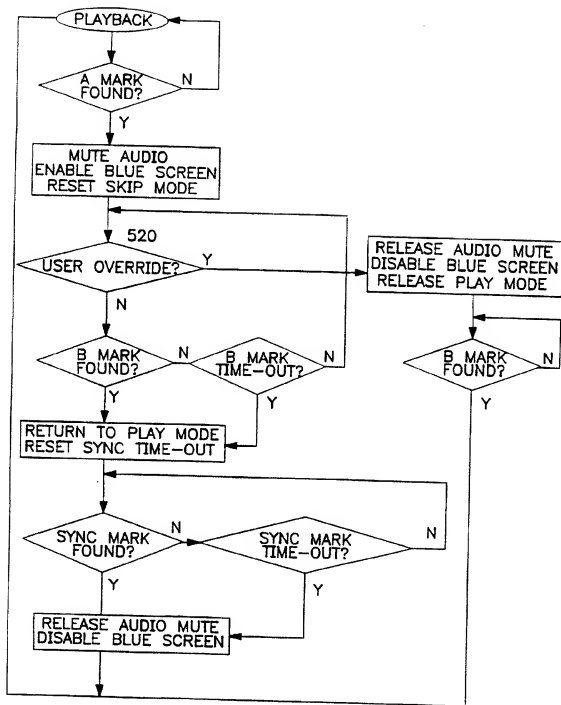 PLAYBACK
A MARK
FOUND?
N
Y
MUTE AUDIO
ENABLE BLUE SCREEN
RESET SKIP MODE
520
USER OVERRIDE?
Y
N
RELEASE AUDIO MUTE
DISABLE BLUE SCREEN
RELEASE PLAY MODE
B MARK
FOUND?
N
Y
B MARK
TIME-OUT?
N
Y
B MARK
FOUND?
N
Y
RETURN TO PLAY MODE
RESET SYNC TIME-OUT
SYNC MARK
FOUND?
N
Y
SYNC MARK
TIME-OUT?
N
Y
RELEASE AUDIO MUTE
DISABLE BLUE SCREEN